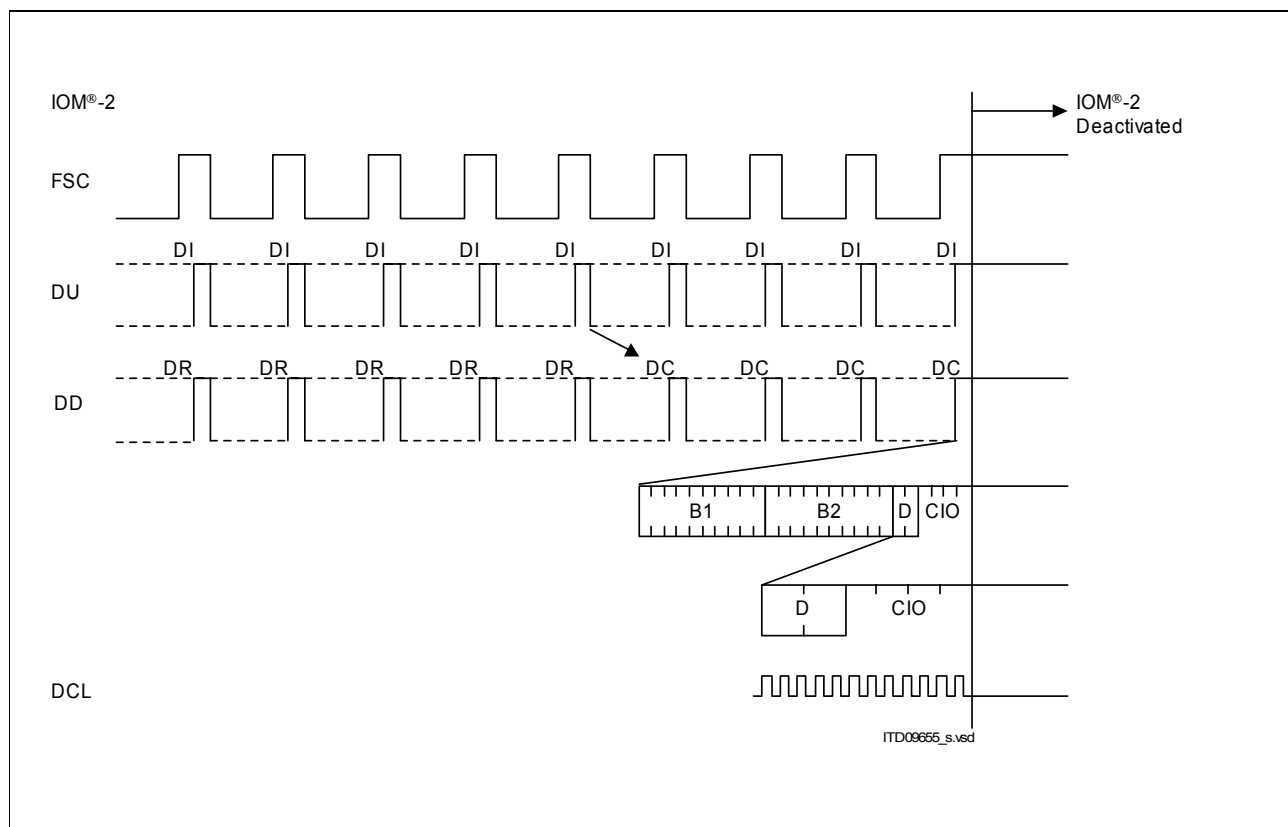 IOM®-2
IOM®-2
Deactivated
FSC
DI DI DI DI DI DI DI DI DI
DU
DR DR DR DR DR DC DC DC DC
DD
B1 B2 D CIO
D CIO
DCL
ITD09655_s.vsd